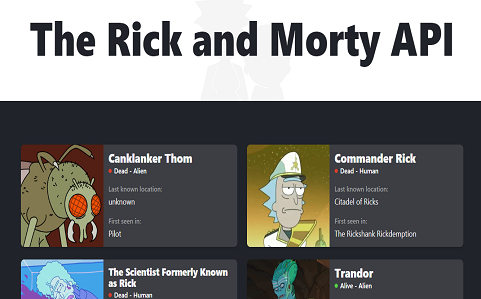 The Rick and Morty API
Canklanker Thom
Dead - Alien
Last known location:
unknown
First seen in:
Pilot
Commander Rick
Dead - Human
Last known location:
Citadel of Ricks
First seen in:
The Rickshank Rickdemption
The Scientist Formerly Known
as Rick
Dead - Human
Trandor
Alive - Alien